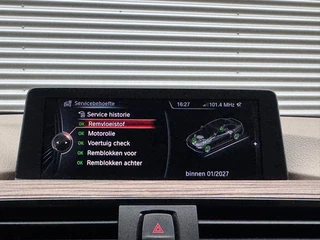 Servicebehoefte
16:27
101.4 MHz
Service historie
OK Remvloeistof
OK Motorolie
OK Voertuig check
OK Remblokken voor
OK Remblokken achter
binnen 01/2027